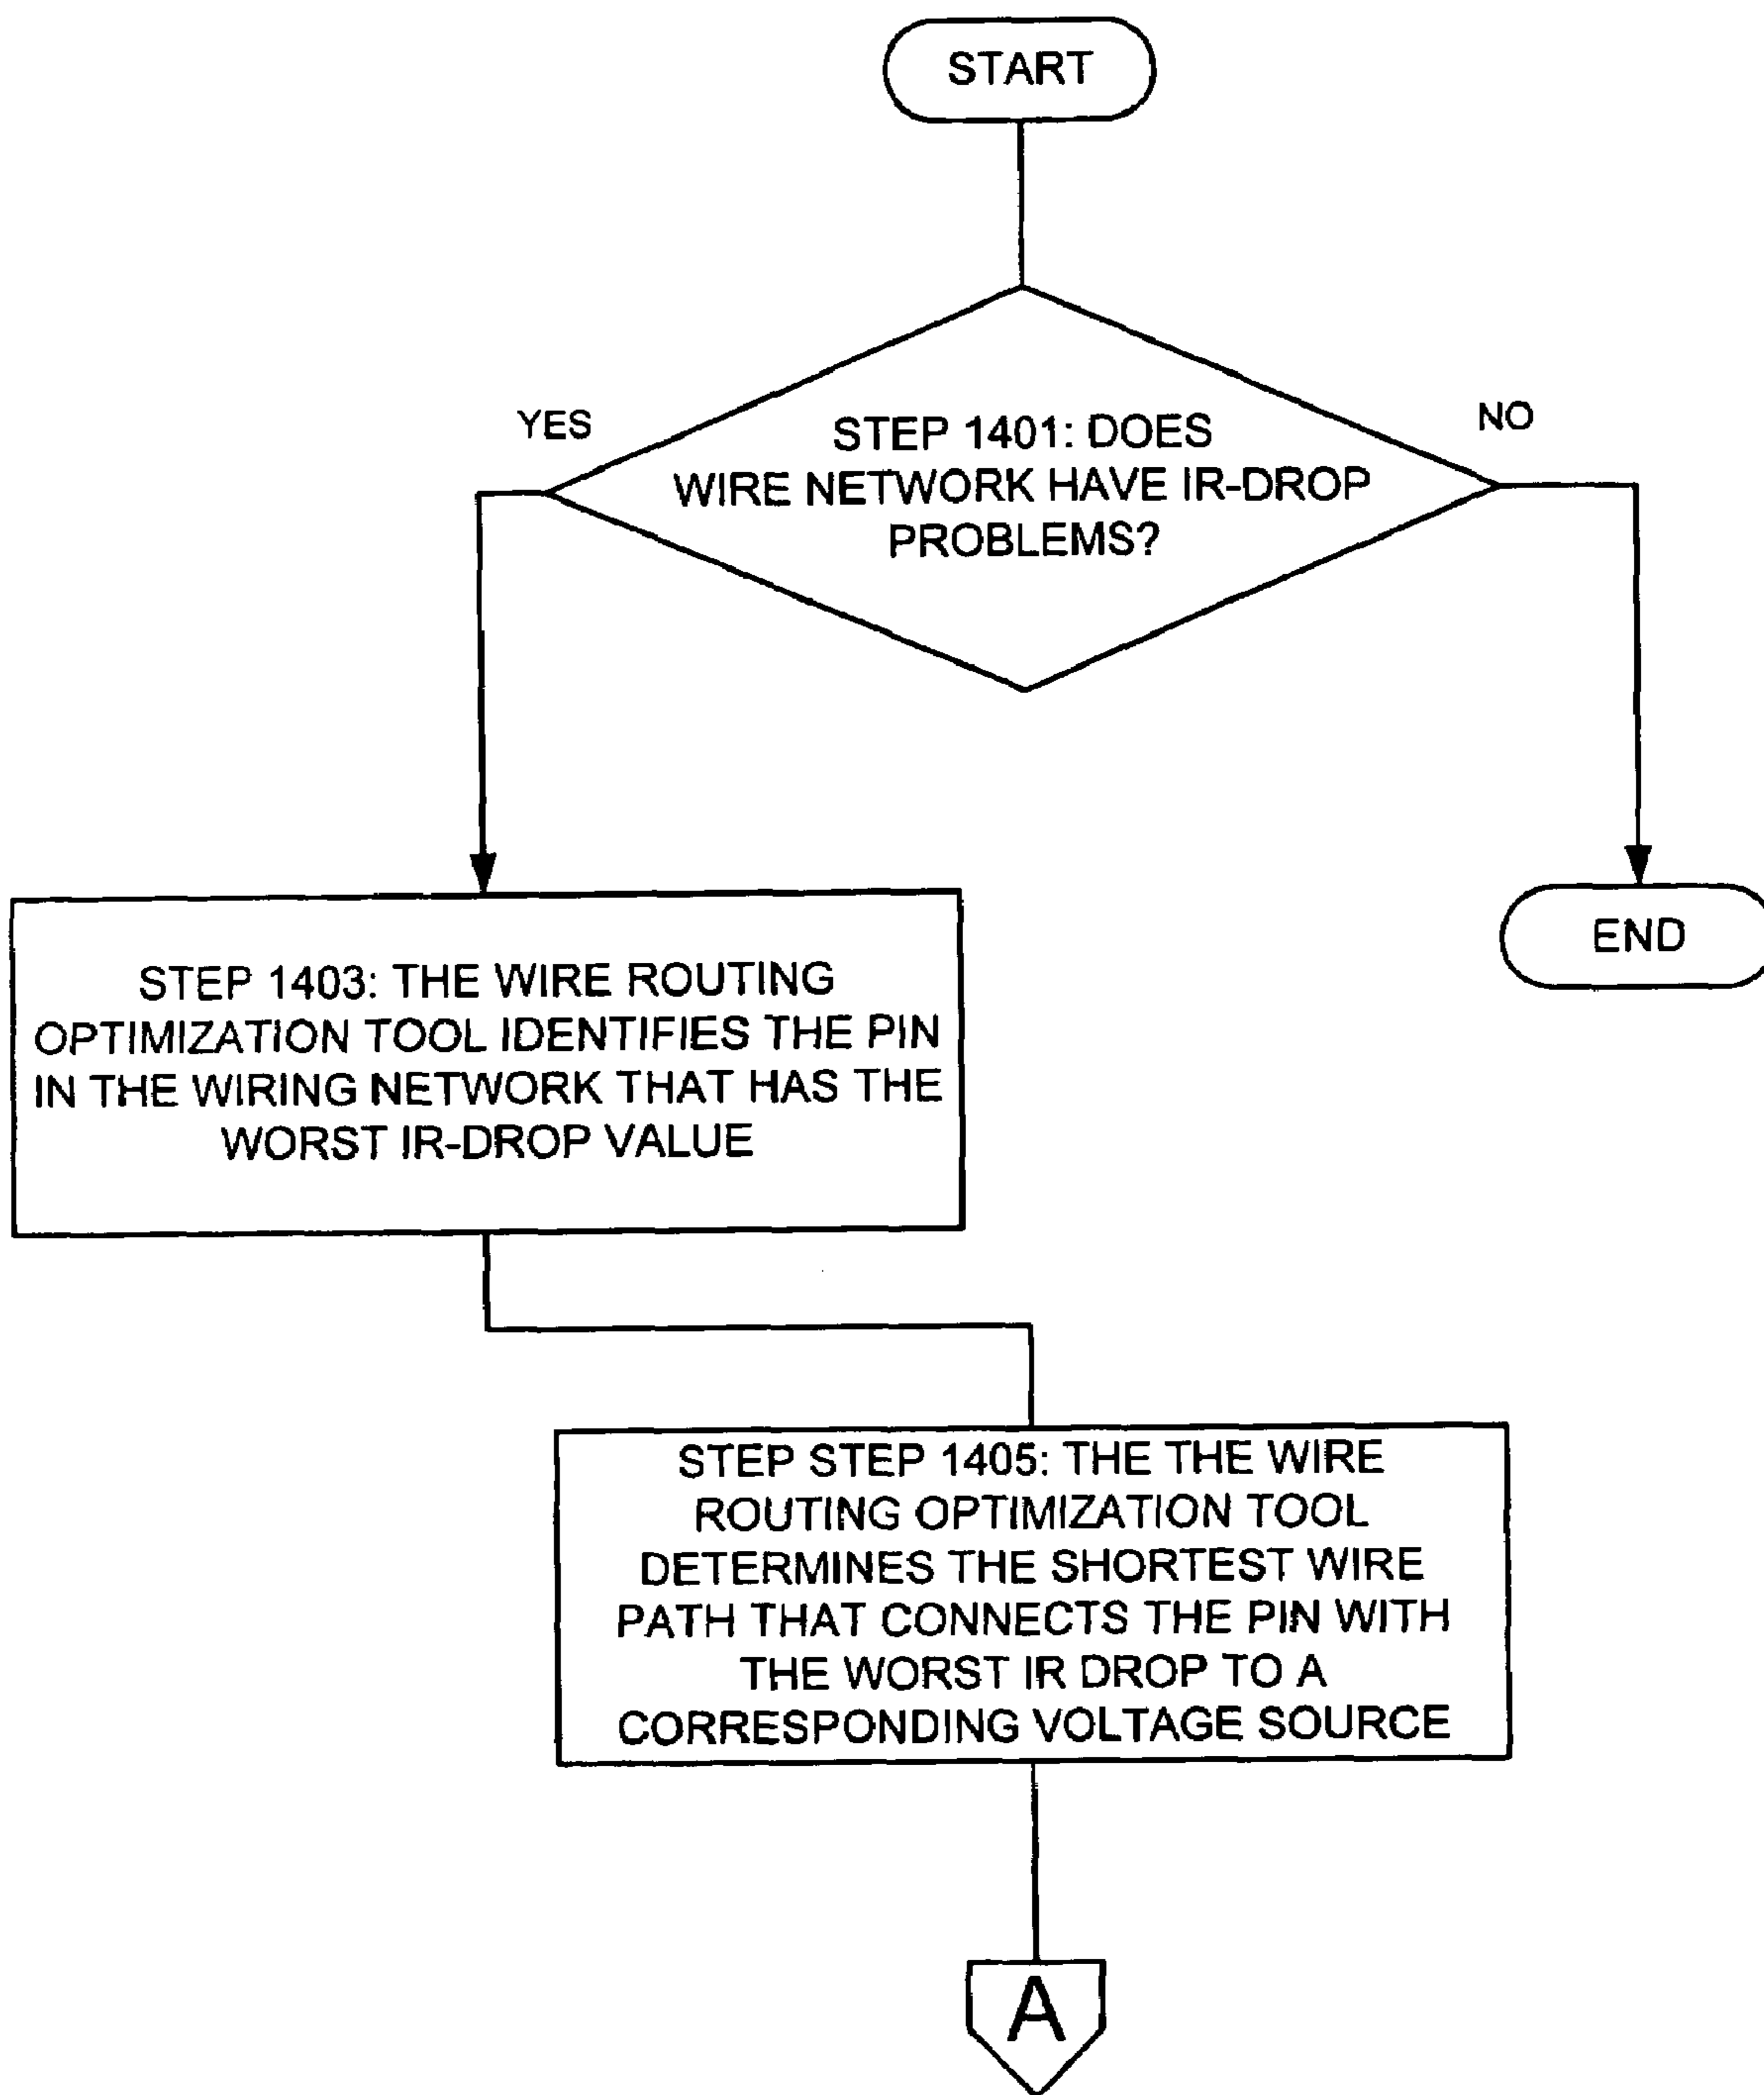 START
YES
NO
STEP 1401: DOES
WIRE NETWORK HAVE IR-DROP
PROBLEMS?
END
STEP 1403: THE WIRE ROUTING
OPTIMIZATION TOOL IDENTIFIES THE PIN
IN THE WIRING NETWORK THAT HAS THE
WORST IR-DROP VALUE
STEP STEP 1405: THE THE WIRE
ROUTING OPTIMIZATION TOOL
DETERMINES THE SHORTEST WIRE
PATH THAT CONNECTS THE PIN WITH
THE WORST IR DROP TO A
CORRESPONDING VOLTAGE SOURCE
A